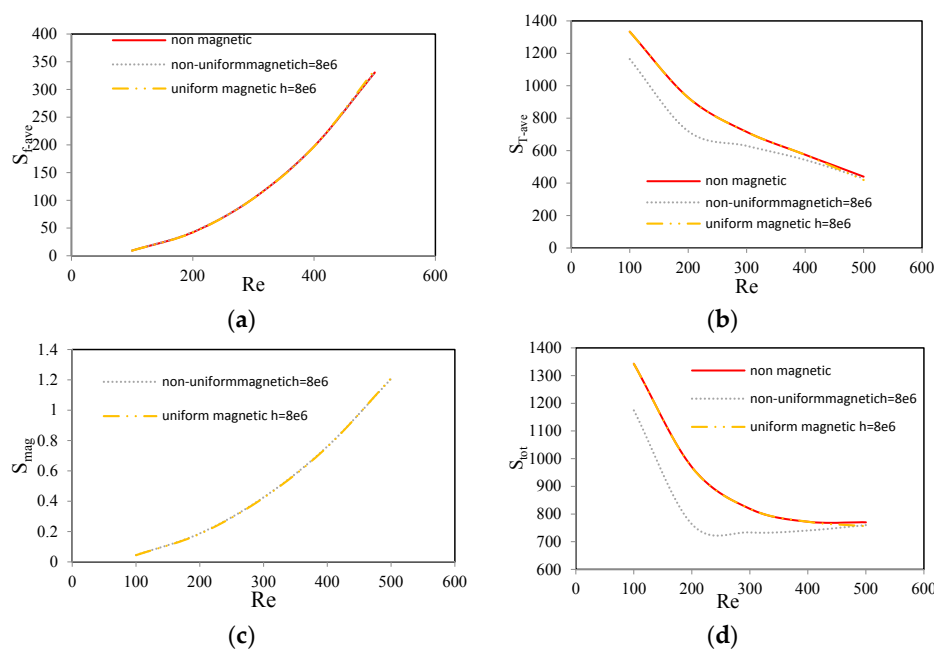 400
350
300
250
200
150
100
50
0
S_f-ave
non magnetic
non-uniformmagnetich=8e6
uniform magnetic h=8e6
0 200 400 600
Re
(a)
1400
1200
1000
800
600
400
200
0
S_T-ave
non magnetic
non-uniformmagnetich=8e6
uniform magnetic h=8e6
0 100 200 300 400 500 600
Re
(b)
1.4
1.2
1
0.8
0.6
0.4
0.2
0
S_mag
non-uniformmagnetich=8e6
uniform magnetic h=8e6
0 100 200 300 400 500 600
Re
(c)
1400
1300
1200
1100
1000
900
800
700
600
S_tot
non magnetic
non-uniformmagnetich=8e6
uniform magnetic h=8e6
0 100 200 300 400 500 600
Re
(d)